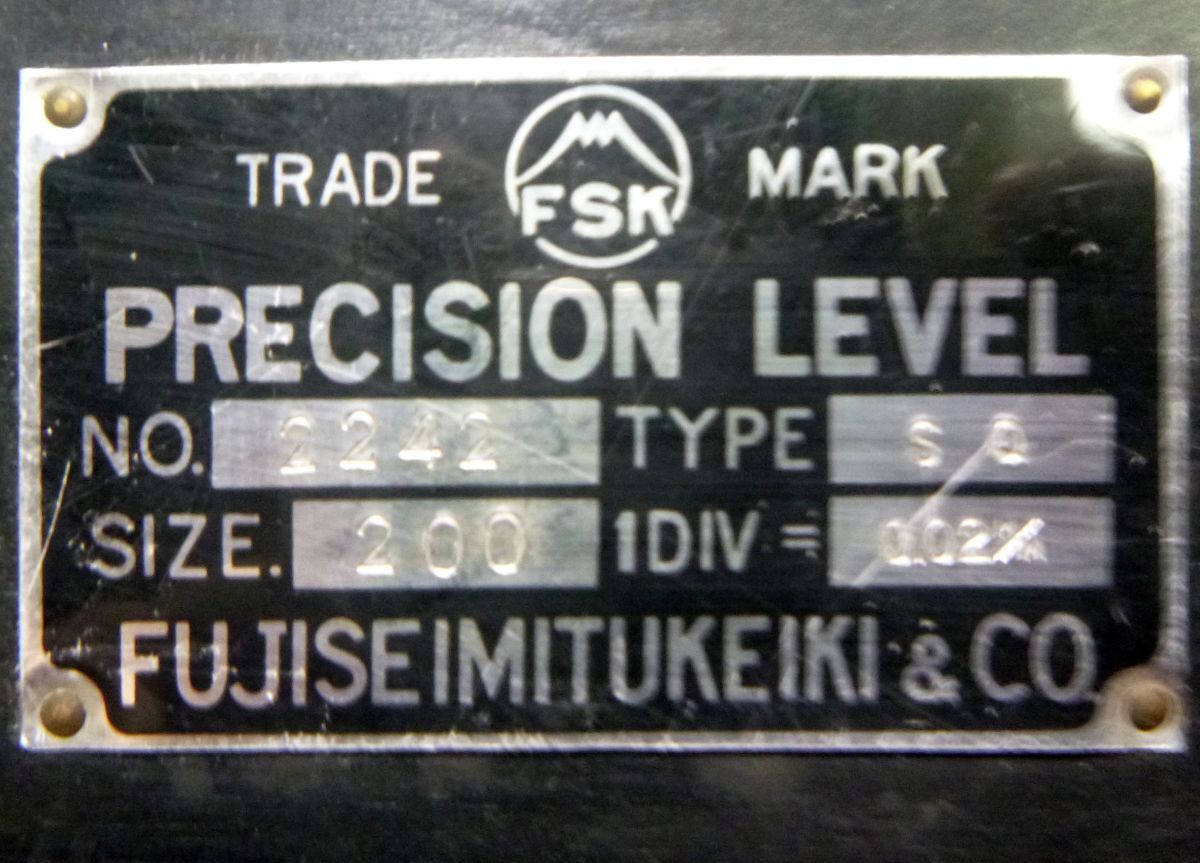 TRADE FSK MARK
PRECISION LEVEL
NO. 2242 TYPE S Q
SIZE. 200 1DIV = 0.02
FUJISEIMITUKEIKI & CO